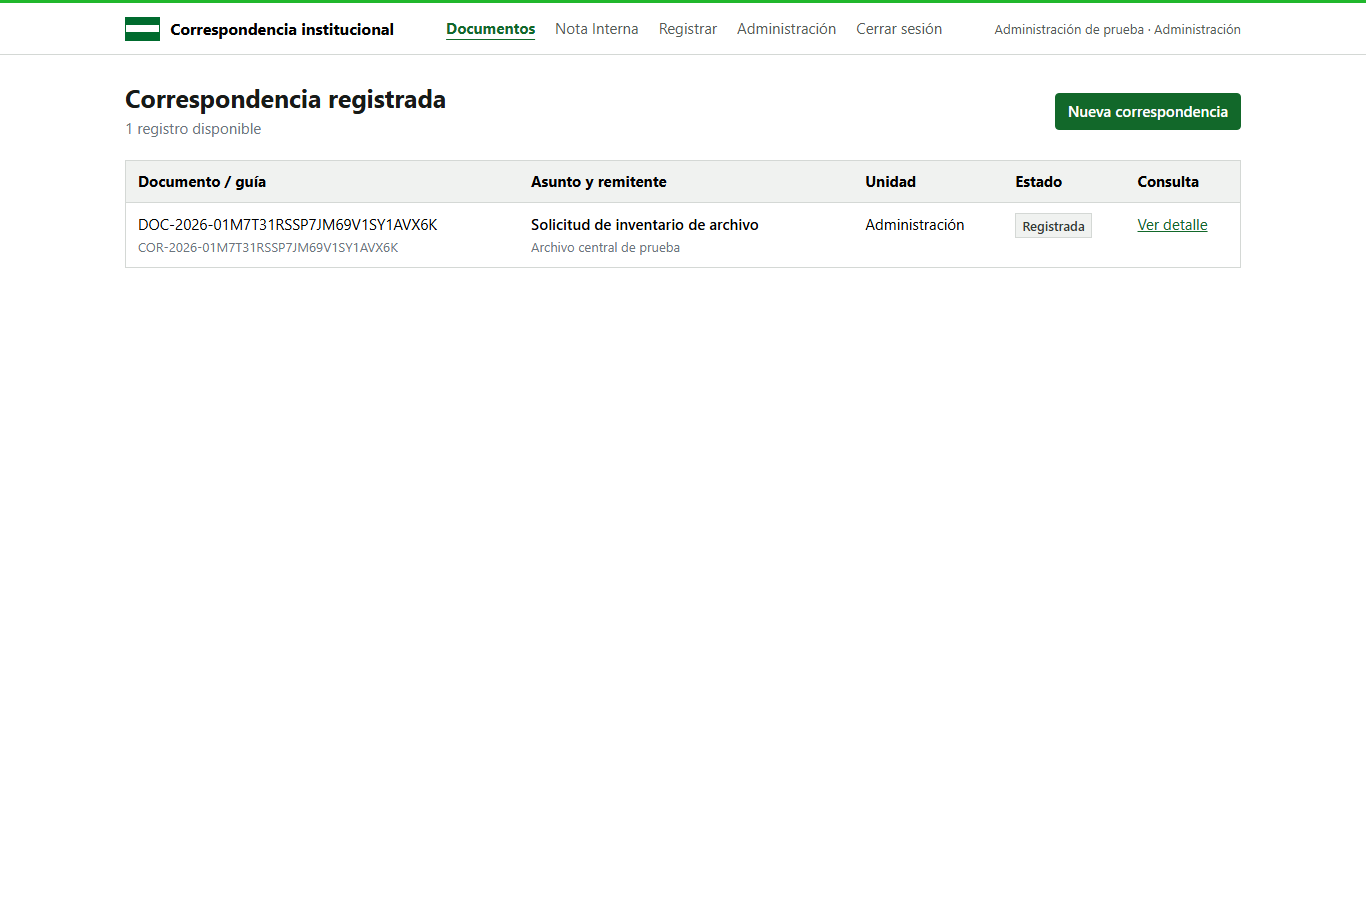 Correspondencia institucional
Documentos Nota Interna Registrar Administración Cerrar sesión
Administración de prueba · Administración
Correspondencia registrada
1 registro disponible
Nueva correspondencia
Documento / guía Asunto y remitente Unidad Estado Consulta
DOC-2026-01M7T31RSSP7JM69V1SY1AVX6K Solicitud de inventario de archivo Administración Registrada Ver detalle
COR-2026-01M7T31RSSP7JM69V1SY1AVX6K Archivo central de prueba